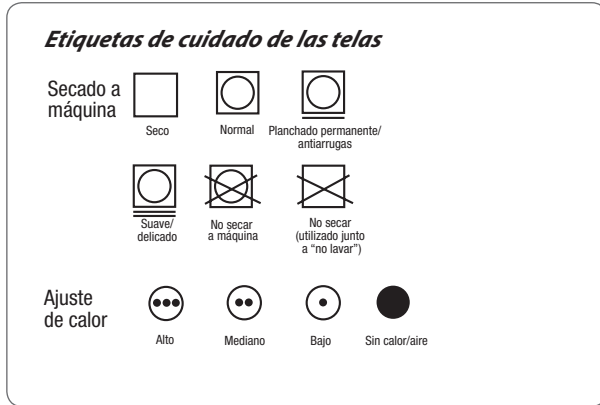 Etiquetas de cuidado de las telas
Secado a
máquina
Seco
Normal
Planchado permanente/
antiarrugas
Suave/
delicado
No secar
a máquina
No secar
(utilizado junto
a “no lavar”)
Ajuste
de calor
Alto
Mediano
Bajo
Sin calor/aire